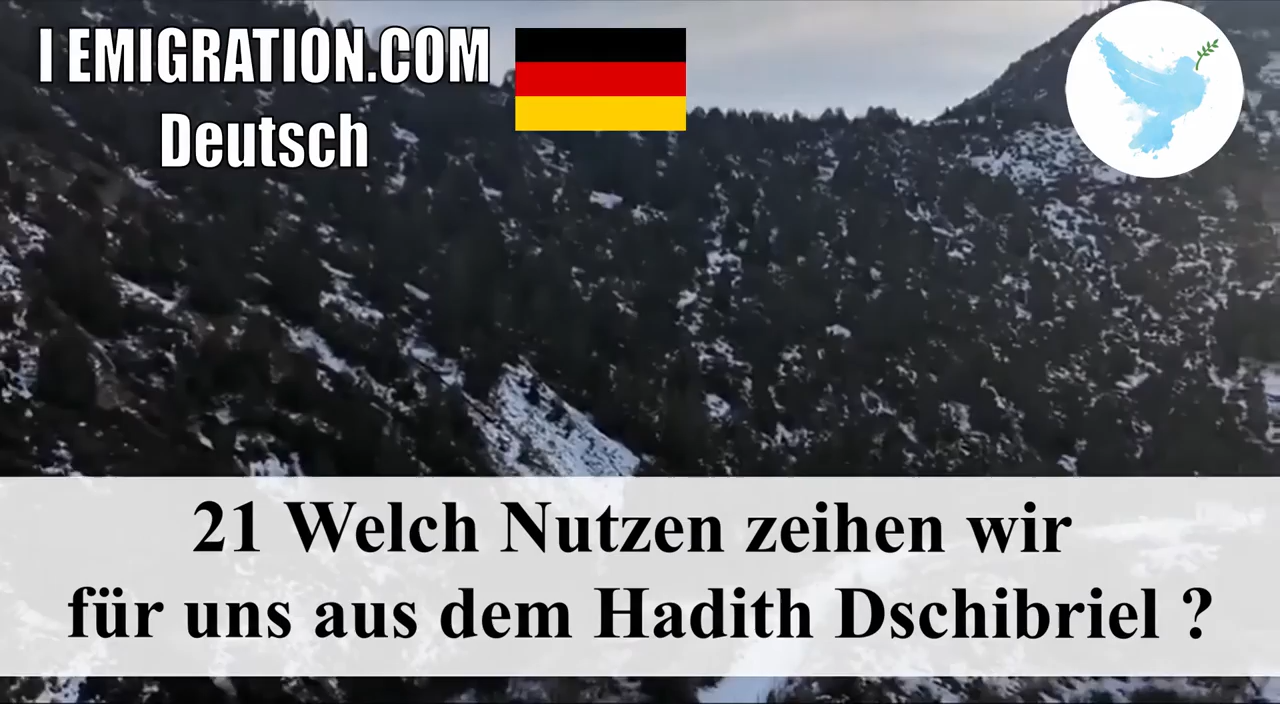 I EMIGRATION.COM
Deutsch
21 Welch Nutzen zeihen wir
für uns aus dem Hadith Dschibriel ?